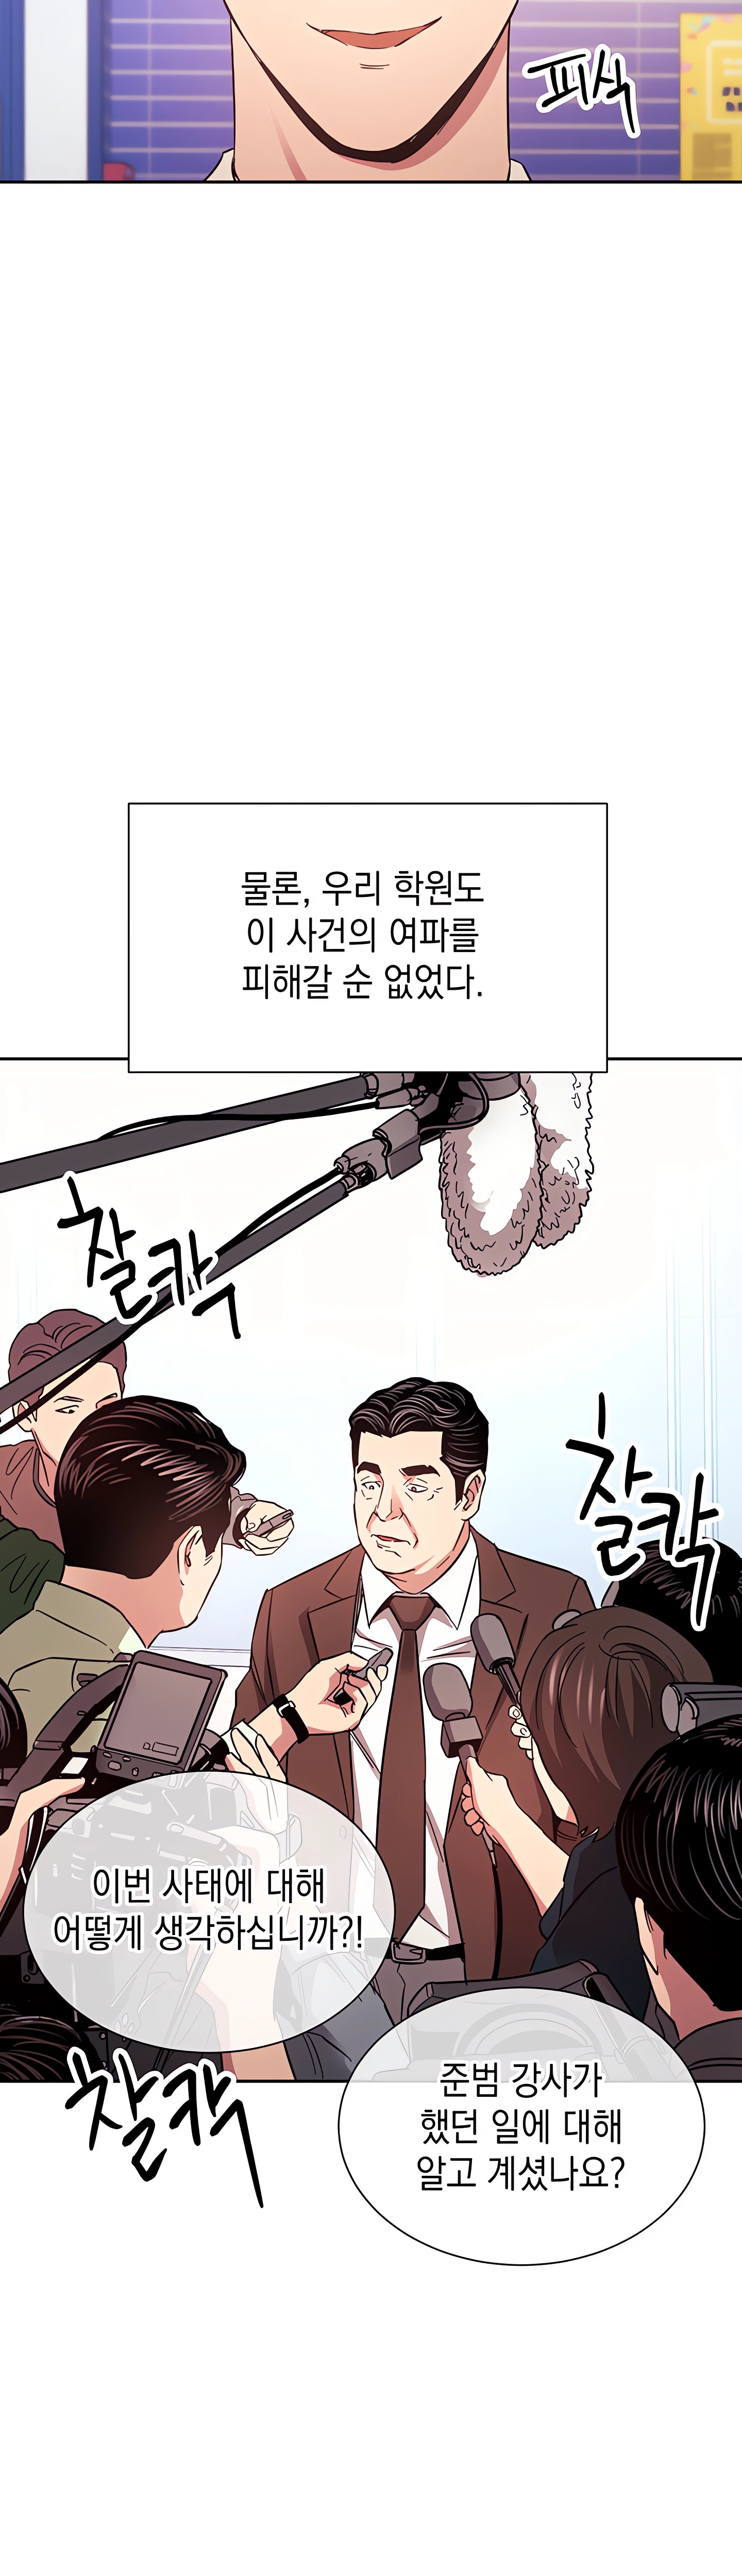 피식
물론, 우리 학원도
이 사건의 여파를
피해갈 순 없었다.
찰칵
찰칵
이번 사태에 대해
어떻게 생각하십니까?!
준범 강사가
했던 일에 대해
알고 계셨나요?
찰칵